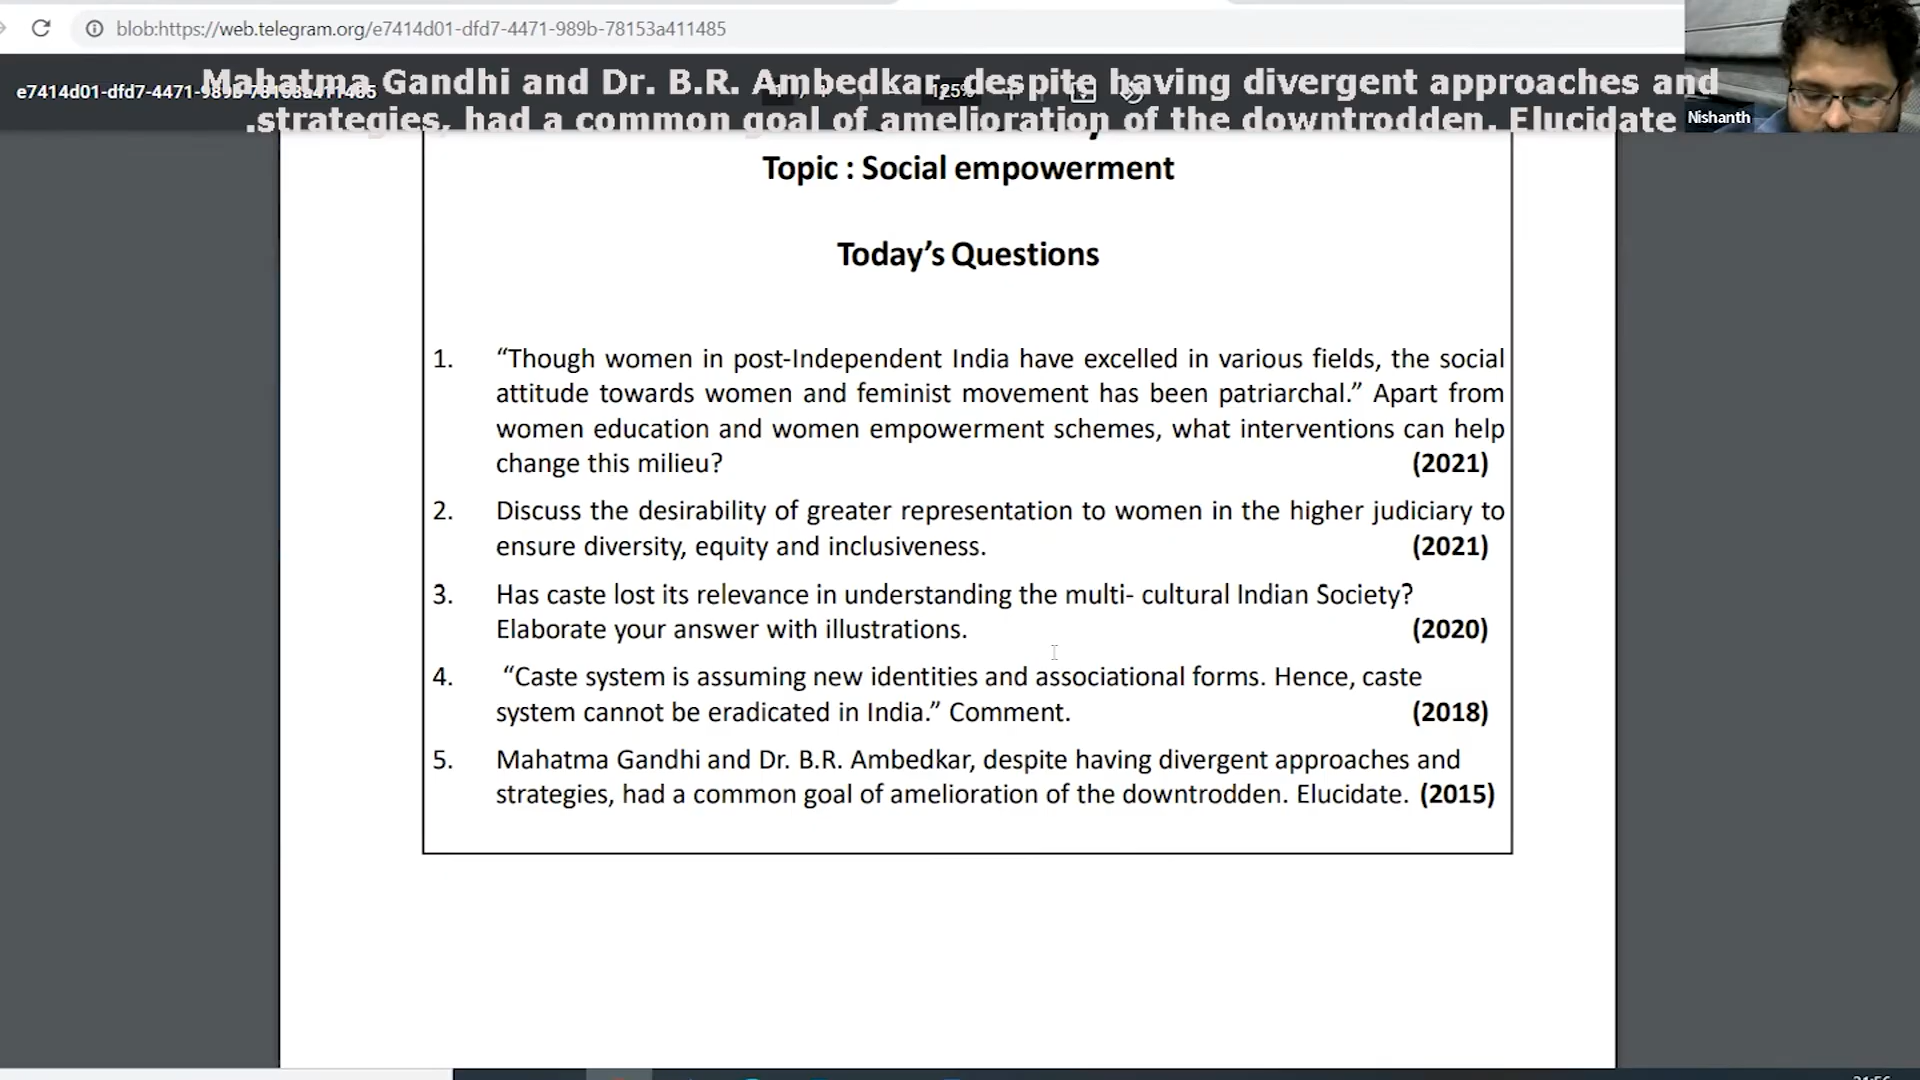 blob:https://web.telegram.org/e7414d01-dfd7-4471-989b-78153a411485
Mahatma Gandhi and Dr. B.R. Ambedkar, despite having divergent approaches and
.strategies, had a common goal of amelioration of the downtrodden. Elucidate
e7414d01-dfd7-4471-989b-78153a411485
125%
Nishanth
Topic : Social empowerment
Today’s Questions
1. “Though women in post-Independent India have excelled in various fields, the social
attitude towards women and feminist movement has been patriarchal.” Apart from
women education and women empowerment schemes, what interventions can help
change this milieu? (2021)
2. Discuss the desirability of greater representation to women in the higher judiciary to
ensure diversity, equity and inclusiveness. (2021)
3. Has caste lost its relevance in understanding the multi- cultural Indian Society?
Elaborate your answer with illustrations. (2020)
4. “Caste system is assuming new identities and associational forms. Hence, caste
system cannot be eradicated in India.” Comment. (2018)
5. Mahatma Gandhi and Dr. B.R. Ambedkar, despite having divergent approaches and
strategies, had a common goal of amelioration of the downtrodden. Elucidate. (2015)